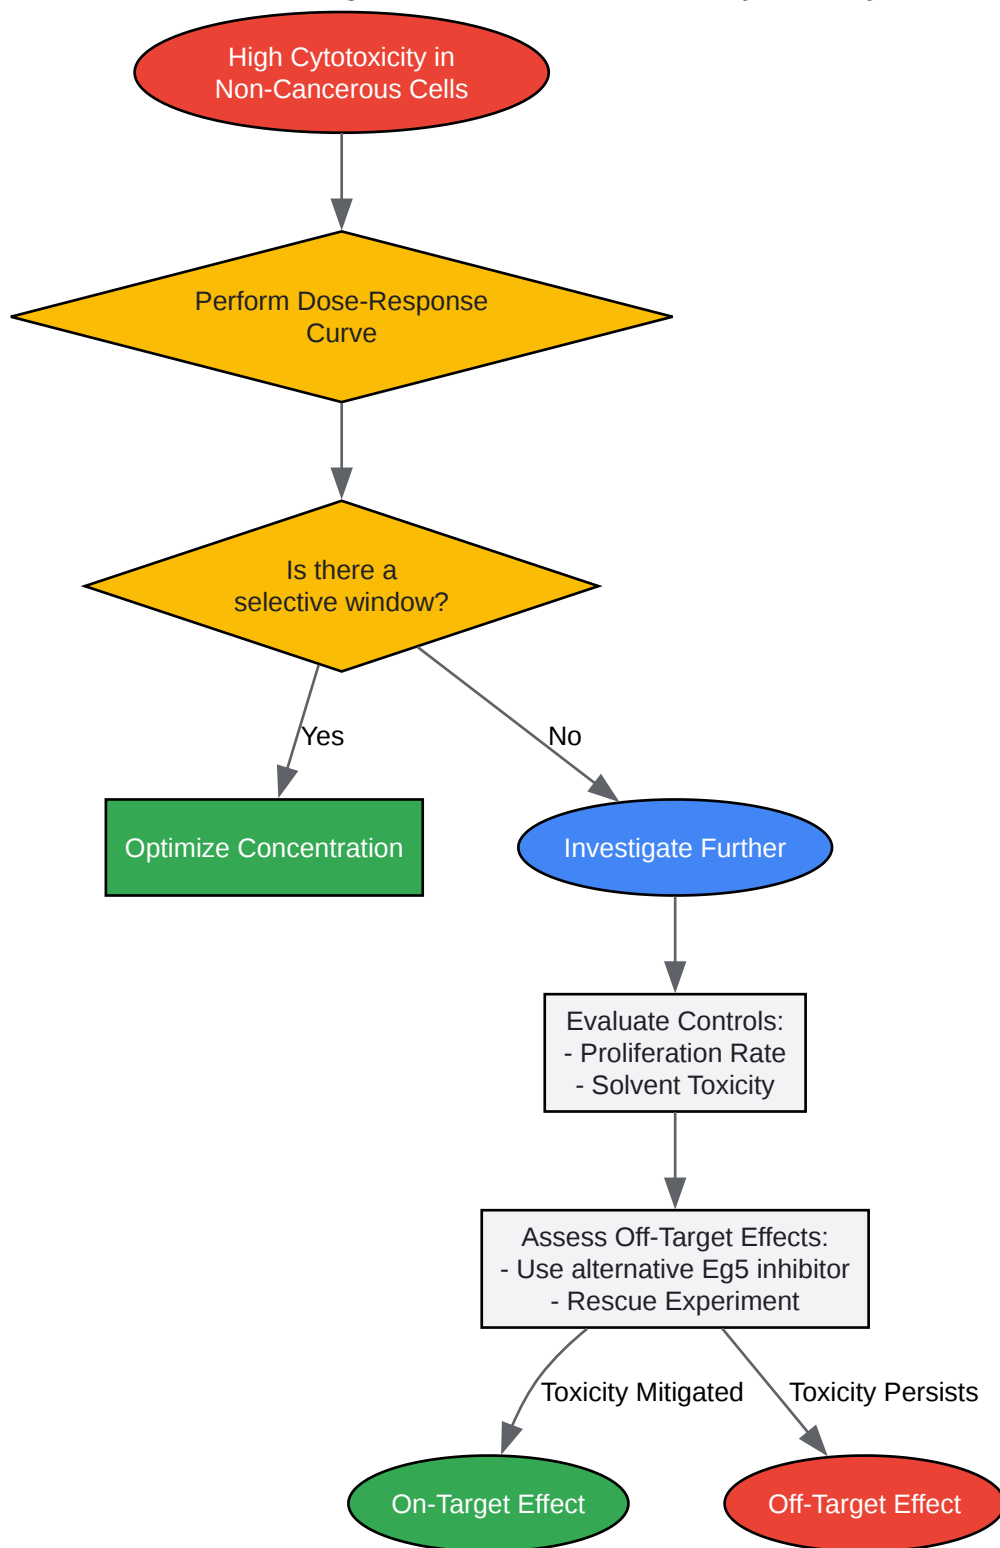 High Cytotoxicity in
Non-Cancerous Cells
Perform Dose-Response
Curve
Is there a
selective window?
Yes
No
Optimize Concentration
Investigate Further
Evaluate Controls:
- Proliferation Rate
- Solvent Toxicity
Assess Off-Target Effects:
- Use alternative Eg5 inhibitor
- Rescue Experiment
Toxicity Mitigated
Toxicity Persists
On-Target Effect
Off-Target Effect